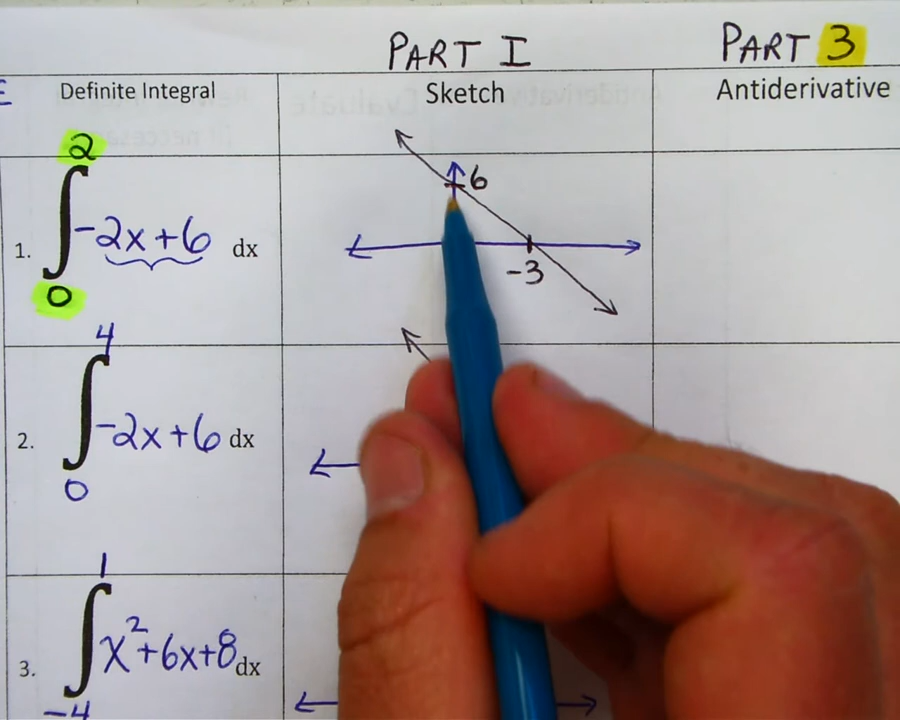 PART I
PART 3
E
Definite Integral
Sketch
Antiderivative
1.
2
∫ -2x+6 dx
0
6
-3
2.
4
∫ -2x+6 dx
0
3.
1
∫ x²+6x+8 dx
-4